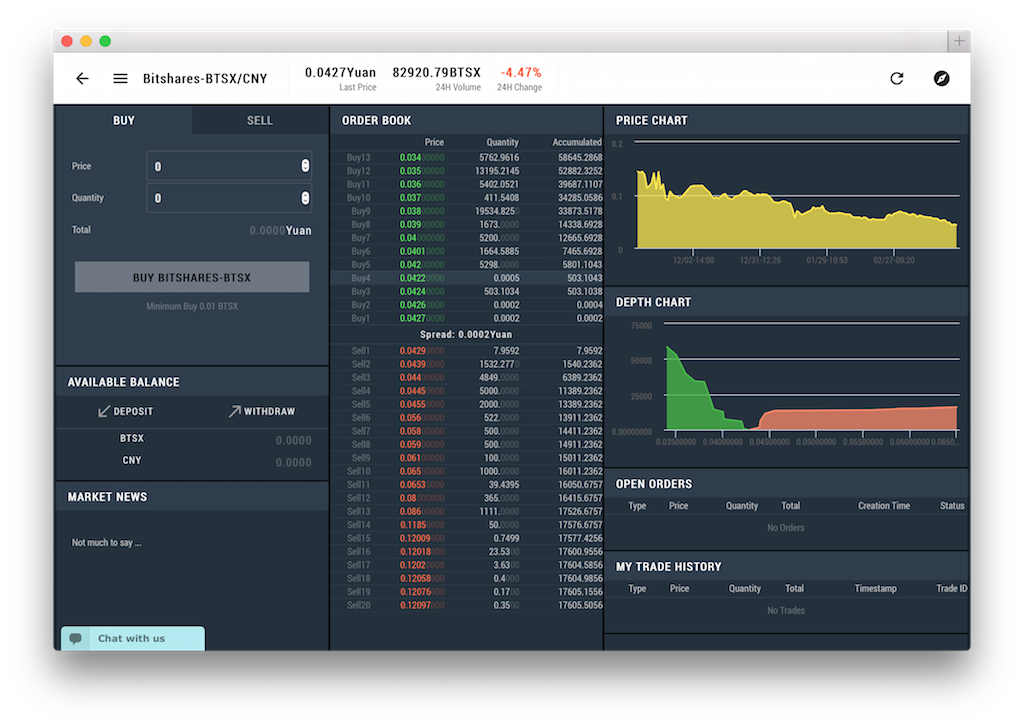 Bitshares-BTSX/CNY
0.0427Yuan 82920.79BTSX -4.47%
Last Price 24H Volume 24H Change
BUY SELL
Price 0
Quantity 0
Total 0.0000Yuan
BUY BITSHARES-BTSX
Minimum Buy 0.01 BTSX
AVAILABLE BALANCE
DEPOSIT WITHDRAW
BTSX 0.0000
CNY 0.0000
MARKET NEWS
Not much to say ...
Chat with us
ORDER BOOK
Price Quantity Accumulated
Buy13 0.03400000 5762.9616 58645.2868
Buy12 0.03500000 13195.2145 52882.3252
Buy11 0.03600000 5402.0521 39687.1107
Buy10 0.03700000 411.5408 34285.0586
Buy9 0.03800000 19534.8250 33873.5178
Buy8 0.03900000 1673.0000 14338.6928
Buy7 0.04000000 5200.0000 12665.6928
Buy6 0.04010000 1664.5885 7465.6928
Buy5 0.04200000 5298.0000 5801.1043
Buy4 0.04220000 0.0005 503.1043
Buy3 0.04240000 503.1034 503.1038
Buy2 0.04260000 0.0002 0.0004
Buy1 0.04270000 0.0002 0.0002
Spread: 0.0002Yuan
Sell1 0.04290000 7.9592 7.9592
Sell2 0.04390000 1532.2770 1540.2362
Sell3 0.04400000 4849.0000 6389.2362
Sell4 0.04450000 5000.0000 11389.2362
Sell5 0.04550000 2000.0000 13389.2362
Sell6 0.05600000 522.0000 13911.2362
Sell7 0.05800000 500.0000 14411.2362
Sell8 0.05900000 500.0000 14911.2362
Sell9 0.06100000 100.0000 15011.2362
Sell10 0.06500000 1000.0000 16011.2362
Sell11 0.06530000 39.4395 16050.6757
Sell12 0.08000000 365.0000 16415.6757
Sell13 0.08600000 1111.0000 17526.6757
Sell14 0.11850000 50.0000 17576.6757
Sell15 0.12009000 0.7499 17577.4256
Sell16 0.12018000 23.5300 17600.9556
Sell17 0.12020000 3.6300 17604.5856
Sell18 0.12058000 0.4000 17604.9856
Sell19 0.12076000 0.1700 17605.1556
Sell20 0.12097000 0.3500 17605.5056
PRICE CHART
0.2
0.1
0
12/02-14:00 12/31-12:26 01/29-10:53 02/27-09:20
DEPTH CHART
75000
50000
25000
0.00000000
0.03500000 0.04000000 0.04500000 0.05000000 0.05500000 0.06000000 0.0650...
OPEN ORDERS
Type Price Quantity Total Creation Time Status
No Orders
MY TRADE HISTORY
Type Price Quantity Total Timestamp Trade ID
No Trades